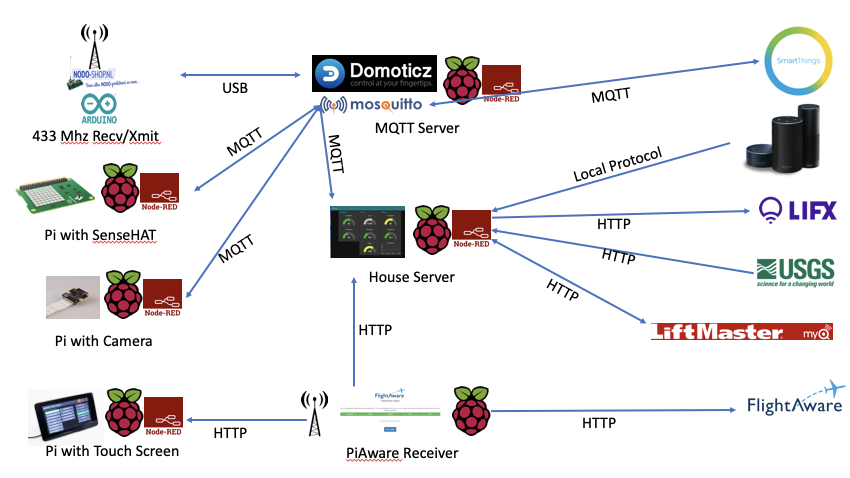 NODO-SHOP.NL
ARDUINO
433 Mhz Recv/Xmit
USB
Domoticz
control at your fingertips.
mosquitto
Node-RED
MQTT Server
MQTT
SmartThings
MQTT
MQTT
Local Protocol
Node-RED
Pi with SenseHAT
Node-RED
House Server
HTTP
LIFX
HTTP
USGS
science for a changing world
MQTT
Node-RED
Pi with Camera
HTTP
LiftMaster
myQ
HTTP
Node-RED
Pi with Touch Screen
HTTP
FlightAware
PiAware Receiver
HTTP
FlightAware